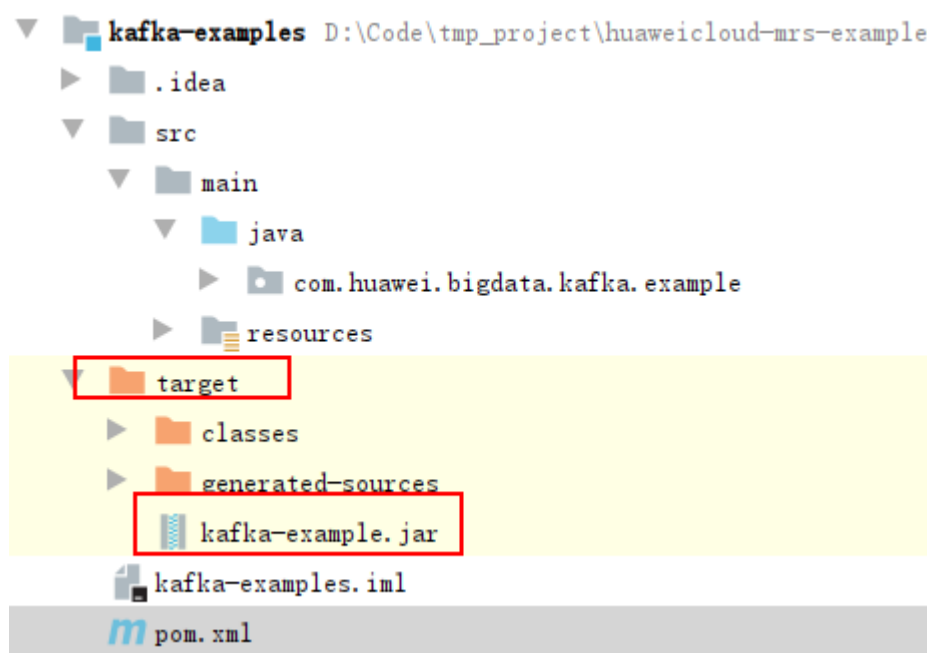 kafka-examples D:\Code\tmp_project\huaweicloud-mrs-example
.idea
src
main
java
com.huawei.bigdata.kafka.example
resources
target
classes
generated-sources
kafka-example.jar
kafka-examples.iml
pom.xml